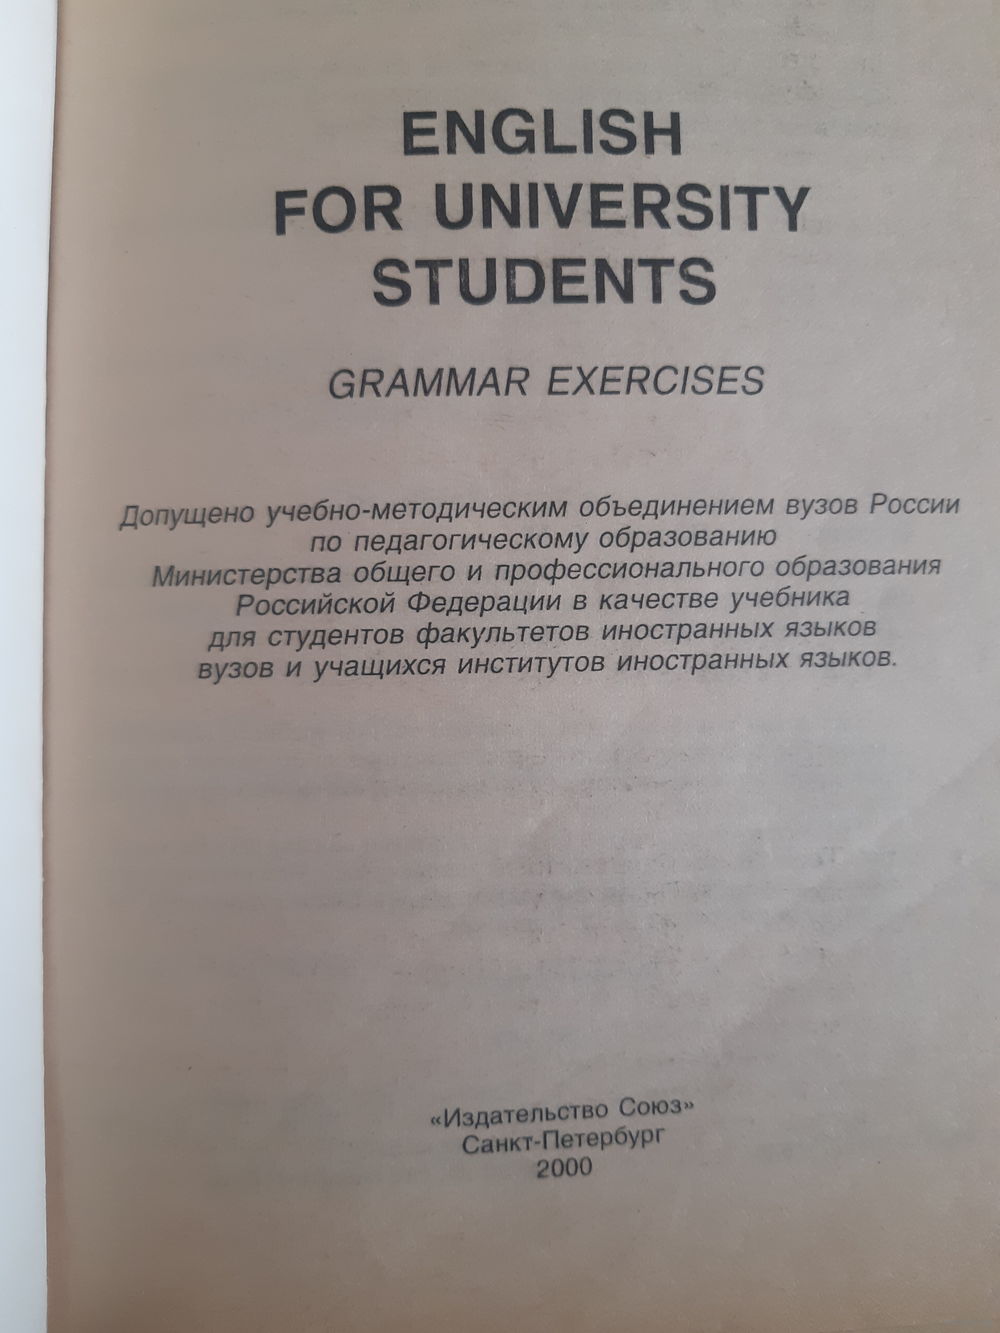 ENGLISH
FOR UNIVERSITY
STUDENTS
GRAMMAR EXERCISES
Допущено учебно-методическим объединением вузов России
по педагогическому образованию
Министерства общего и профессионального образования
Российской Федерации в качестве учебника
для студентов факультетов иностранных языков
вузов и учащихся институтов иностранных языков.
«Издательство Союз»
Санкт-Петербург
2000